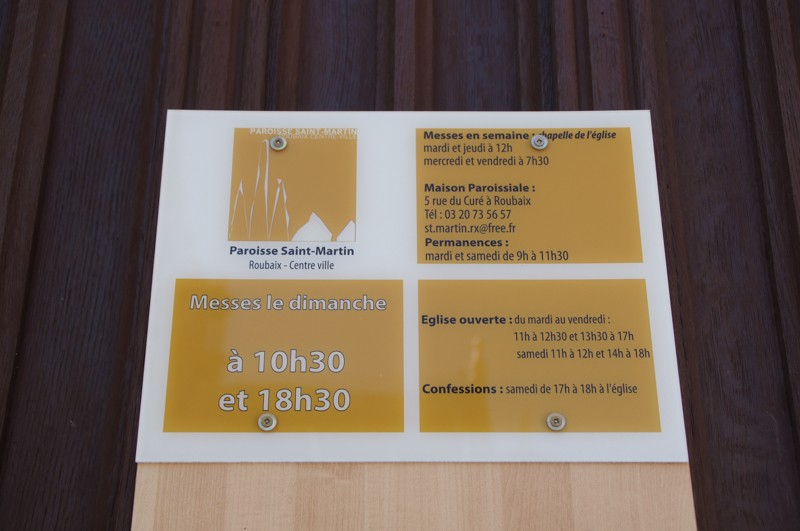 PAROISSE SAINT-MARTIN
Paroisse Saint-Martin
Roubaix - Centre ville
Messes en semaine : chapelle de l'église
mardi et jeudi à 12h
mercredi et vendredi à 7h30
Maison Paroissiale :
5 rue du Curé à Roubaix
Tél : 03 20 73 56 57
st.martin.rx@free.fr
Permanences :
mardi et samedi de 9h à 11h30
Messes le dimanche
à 10h30
et 18h30
Eglise ouverte : du mardi au vendredi :
11h à 12h30 et 13h30 à 17h
samedi 11h à 12h et 14h à 18h
Confessions : samedi de 17h à 18h à l'église